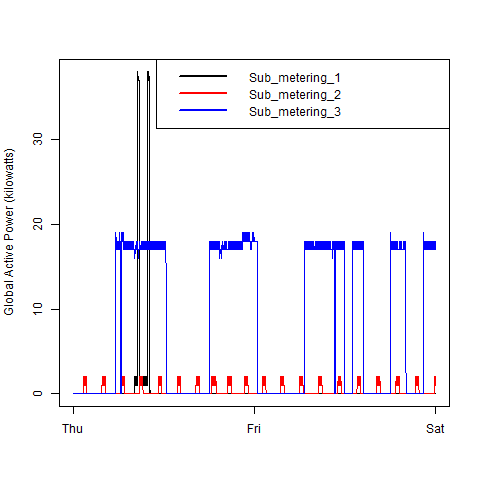 Sub_metering_1
Sub_metering_2
Sub_metering_3
Global Active Power (kilowatts)
30
20
10
0
Thu Fri Sat